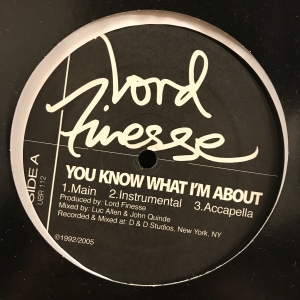 Lord
Finesse
SIDE A
UBR 112
YOU KNOW WHAT I'M ABOUT
1.Main 2.Instrumental 3.Accapella
Produced by: Lord Finesse
Mixed by: Luc Allen & John Quinde
Recorded & Mixed at: D & D Studios, New York, NY
©1992/2005